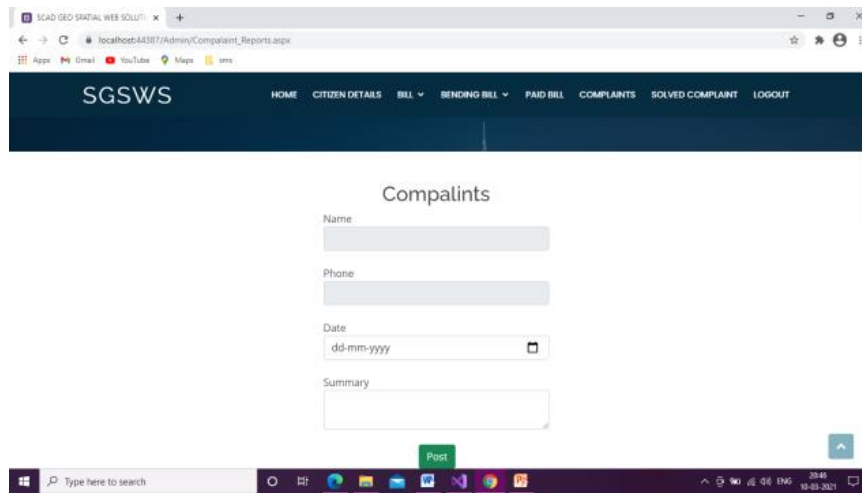 SCAD GEO SPATIAL WEB SOLUTI
localhost:44387/Admin/Compalaint_Reports.aspx
Apps Gmail YouTube Maps sms
SGSWS HOME CITIZEN DETAILS BILL BENDING BILL PAID BILL COMPLAINTS SOLVED COMPLAINT LOGOUT
Compalints
Name
Phone
Date
dd-mm-yyyy
Summary
Post
Type here to search
ENG
20:46
10-03-2021